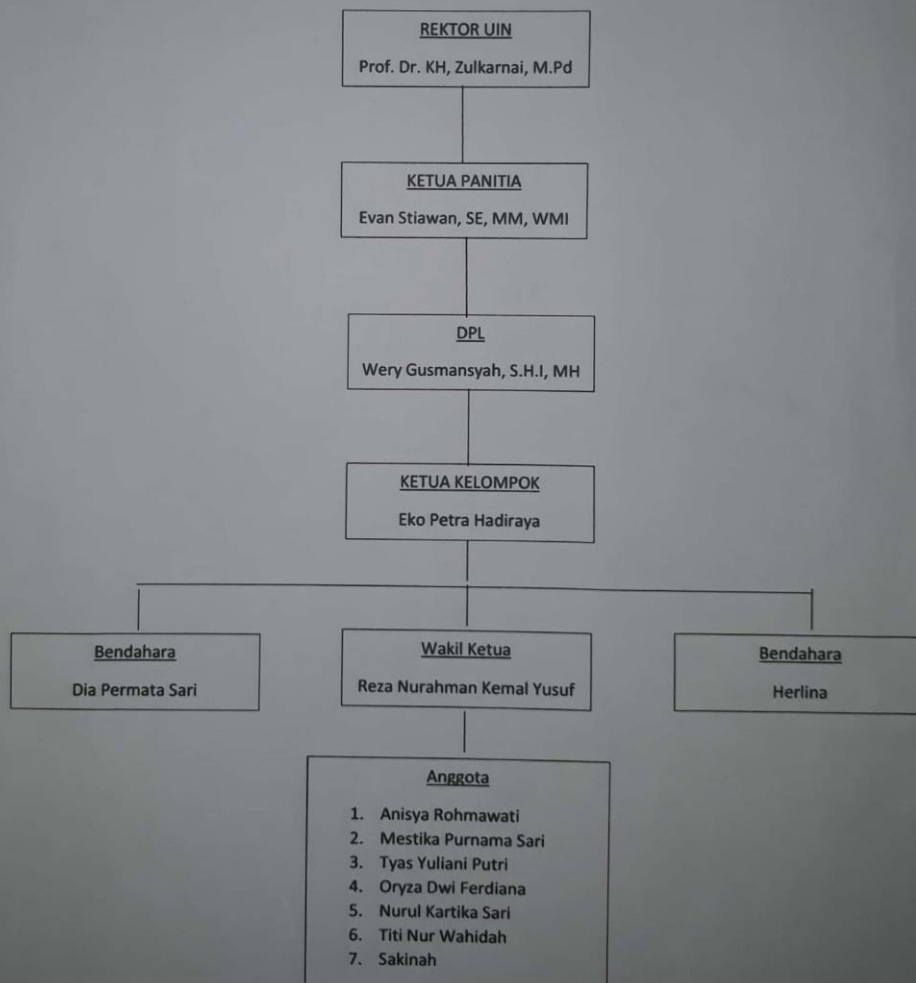 REKTOR UIN
Prof. Dr. KH, Zulkarnai, M.Pd
KETUA PANITIA
Evan Stiawan, SE, MM, WMI
DPL
Wery Gusmansyah, S.H.I, MH
KETUA KELOMPOK
Eko Petra Hadiraya
Bendahara
Dia Permata Sari
Wakil Ketua
Reza Nurahman Kemal Yusuf
Bendahara
Herlina
Anggota
1. Anisya Rohmawati
2. Mestika Purnama Sari
3. Tyas Yuliani Putri
4. Oryza Dwi Ferdiana
5. Nurul Kartika Sari
6. Titi Nur Wahidah
7. Sakinah